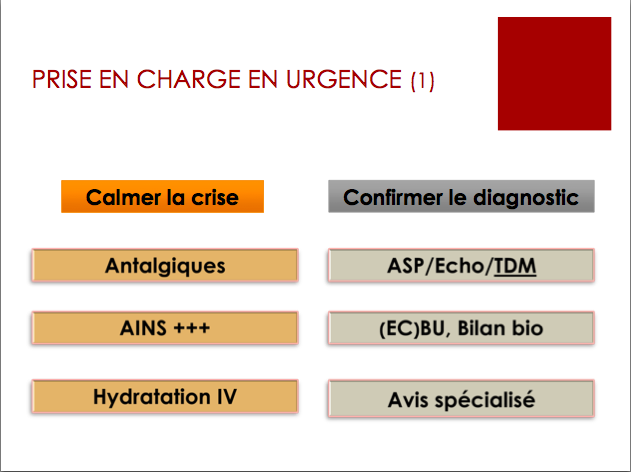 PRISE EN CHARGE EN URGENCE (1)
Calmer la crise
Confirmer le diagnostic
Antalgiques
ASP/Echo/TDM
AINS +++
(EC)BU, Bilan bio
Hydratation IV
Avis spécialisé